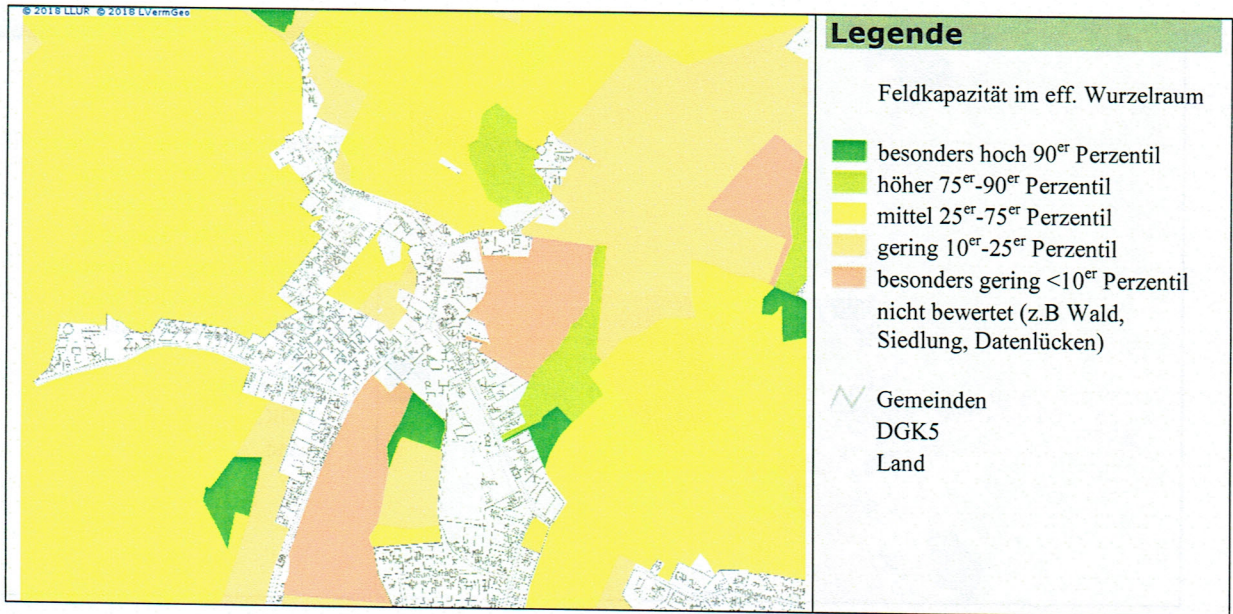 © 2018 LLUR © 2018 LVermGeo
Legende
Feldkapazität im eff. Wurzelraum
besonders hoch 90er Perzentil
höher 75er-90er Perzentil
mittel 25er-75er Perzentil
gering 10er-25er Perzentil
besonders gering <10er Perzentil
nicht bewertet (z.B Wald,
Siedlung, Datenlücken)
Gemeinden
DGK5
Land